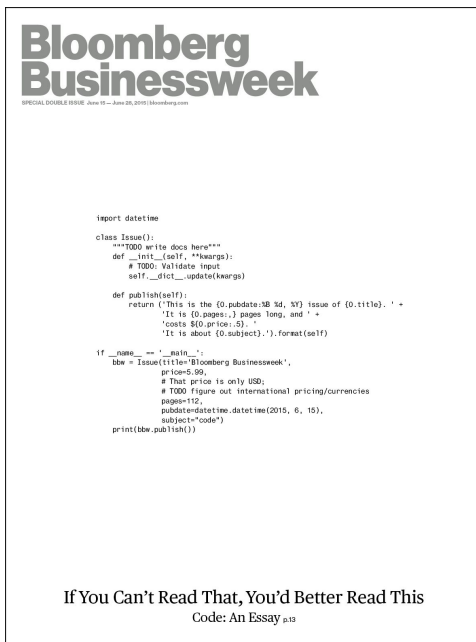 Bloomberg
Businessweek
SPECIAL DOUBLE ISSUE June 15 — June 28, 2015 | bloomberg.com
import datetime
class Issue():
    """TODO write docs here"""
    def __init__(self, **kwargs):
        # TODO: Validate input
        self.__dict__.update(kwargs)
    def publish(self):
        return ('This is the {0.pubdate:%B %d, %Y} issue of {0.title}. ' +
                'It is {0.pages:,} pages long, and ' +
                'costs ${0.price:.5}. '
                'It is about {0.subject}.').format(self)
if __name__ == '__main__':
    bbw = Issue(title='Bloomberg Businessweek',
                price=5.99,
                # That price is only USD;
                # TODO figure out international pricing/currencies
                pages=112,
                pubdate=datetime.datetime(2015, 6, 15),
                subject="code")
    print(bbw.publish())
If You Can't Read That, You'd Better Read This
Code: An Essay p.13